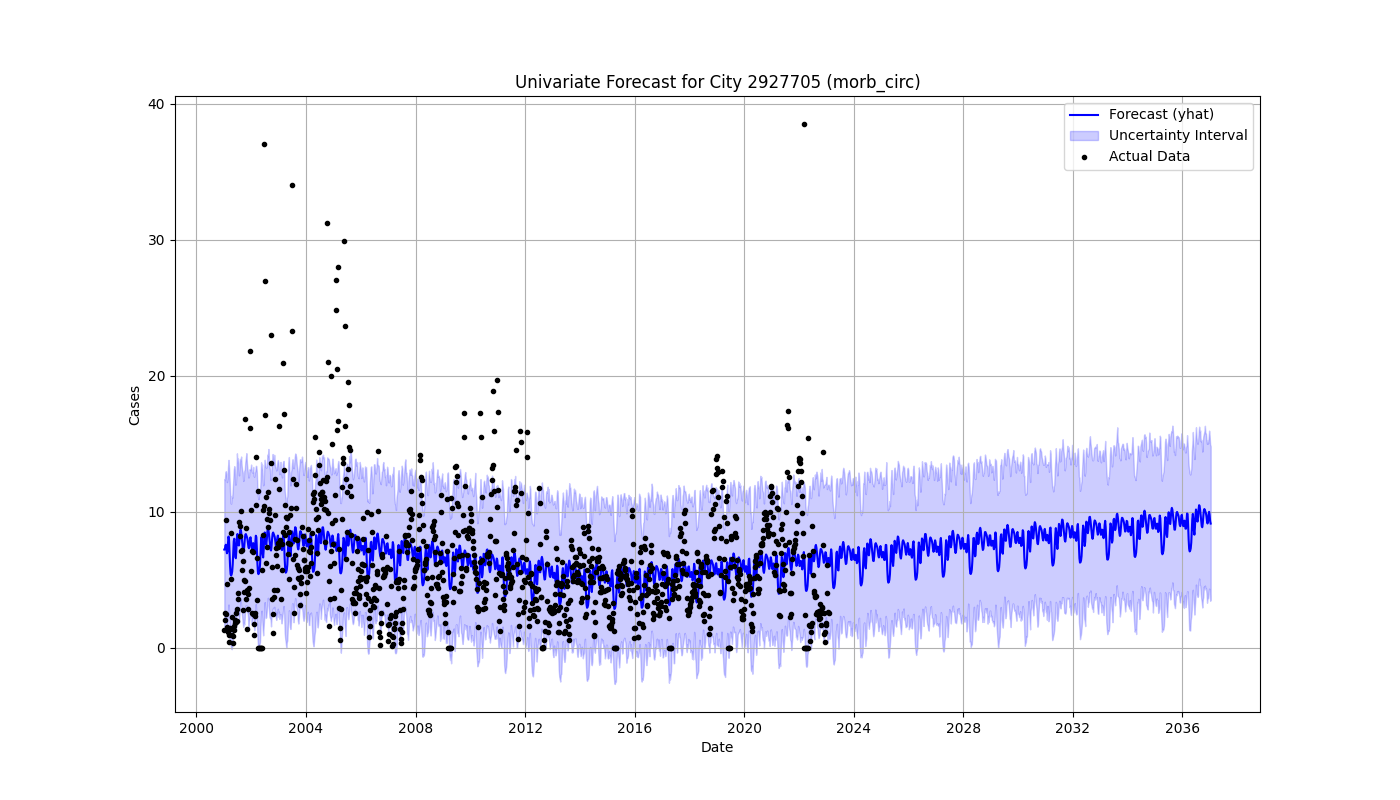 Univariate Forecast for City 2927705 (morb_circ)
Forecast (yhat)
Uncertainty Interval
Actual Data
Cases
40
30
20
10
0
2000 2004 2008 2012 2016 2020 2024 2028 2032 2036
Date